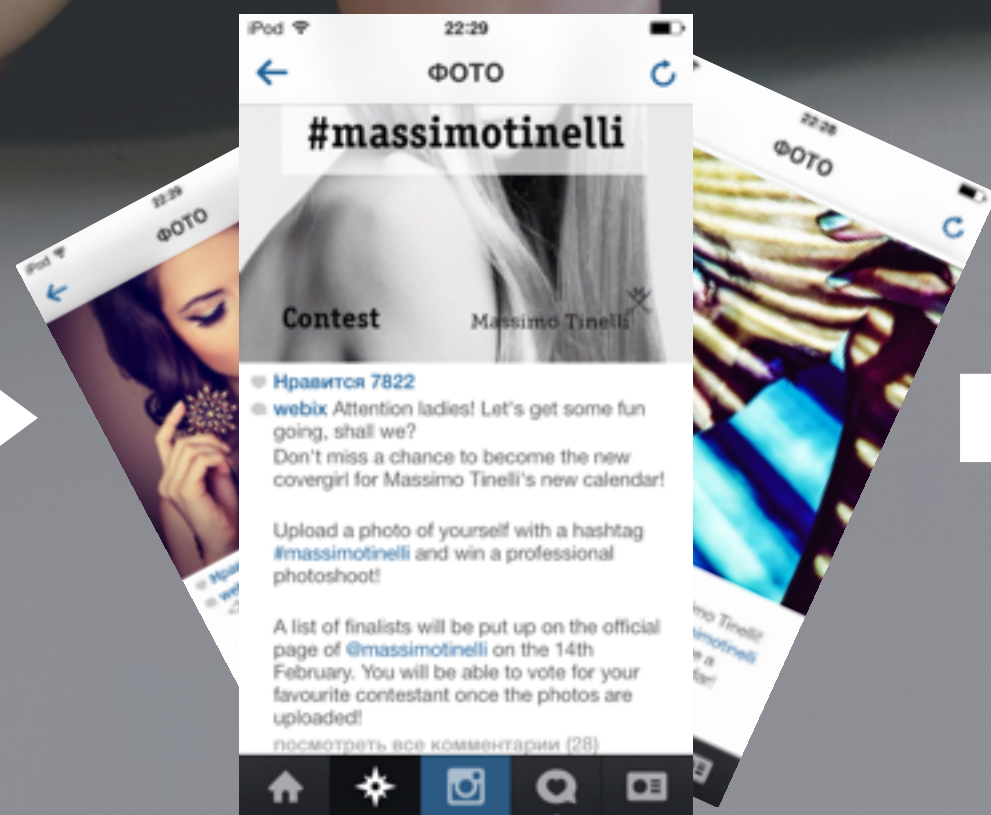 iPod
22:29
ФОТО
#massimotinelli
Contest
Massimo Tinelli
Нравится 7822
webix Attention ladies! Let's get some fun
going, shall we?
Don't miss a chance to become the new
covergirl for Massimo Tinelli's new calendar!
Upload a photo of yourself with a hashtag
#massimotinelli and win a professional
photoshoot!
A list of finalists will be put up on the official
page of @massimotinelli on the 14th
February. You will be able to vote for your
favourite contestant once the photos are
uploaded!
посмотреть все комментарии (28)
iPod
22:29
ФОТО
22:28
ФОТО
Tinelli!